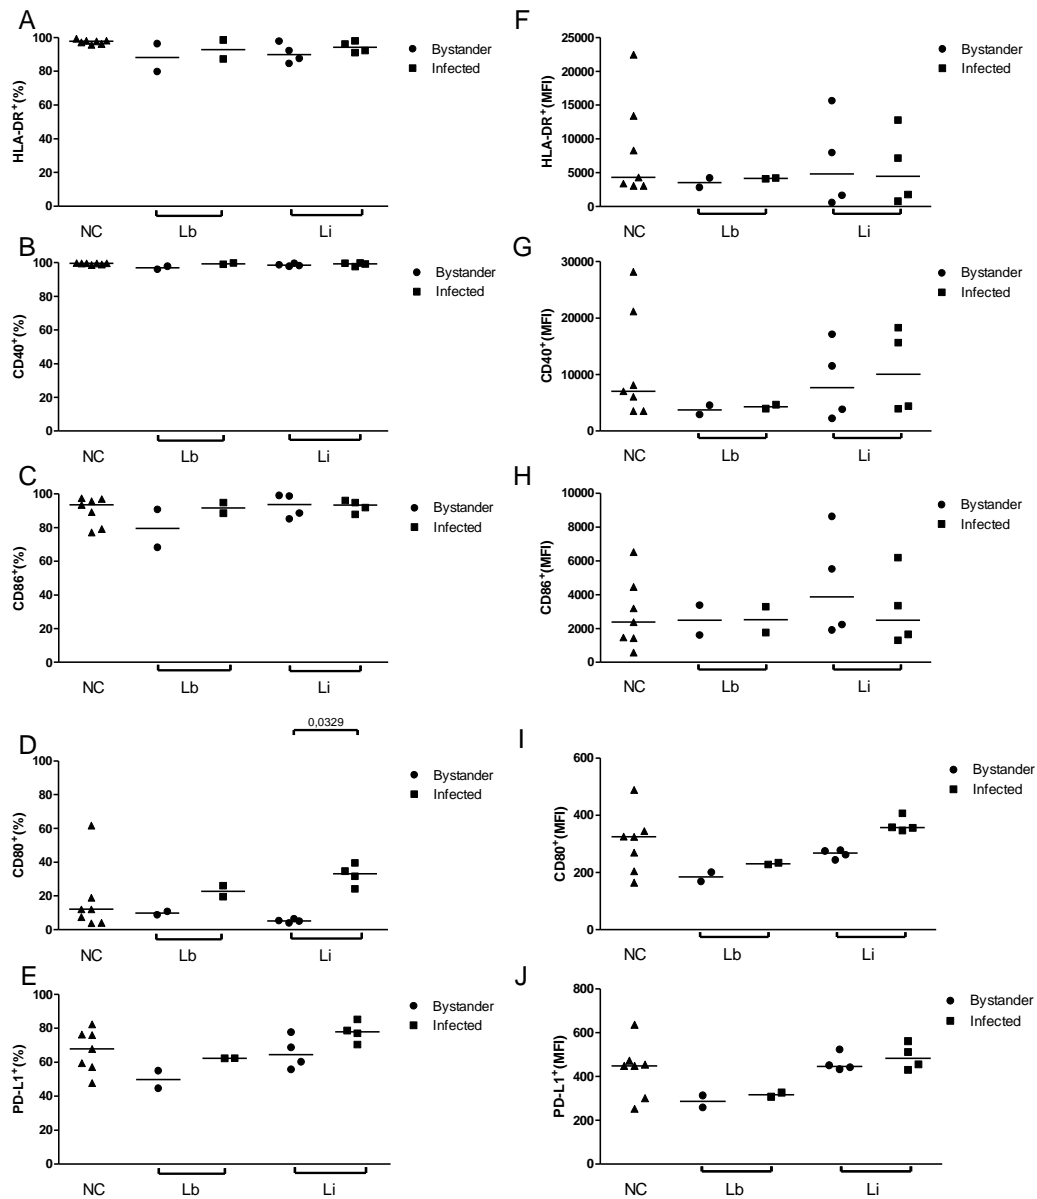 A
HLA-DR⁺(%)
100
80
60
40
20
0
NC
Lb
Li
Bystander
Infected
F
HLA-DR⁺(MFI)
25000
20000
15000
10000
5000
0
NC
Lb
Li
Bystander
Infected
B
CD40⁺(%)
100
80
60
40
20
0
NC
Lb
Li
Bystander
Infected
G
CD40⁺(MFI)
30000
20000
10000
0
NC
Lb
Li
Bystander
Infected
C
CD86⁺(%)
100
80
60
40
20
0
NC
Lb
Li
Bystander
Infected
H
CD86⁺(MFI)
10000
8000
6000
4000
2000
0
NC
Lb
Li
Bystander
Infected
D
CD80⁺(%)
100
80
60
40
20
0
0,0329
NC
Lb
Li
Bystander
Infected
I
CD80⁺(MFI)
600
400
200
0
NC
Lb
Li
Bystander
Infected
E
PD-L1⁺(%)
100
80
60
40
20
0
NC
Lb
Li
Bystander
Infected
J
PD-L1⁺(MFI)
800
600
400
200
0
NC
Lb
Li
Bystander
Infected